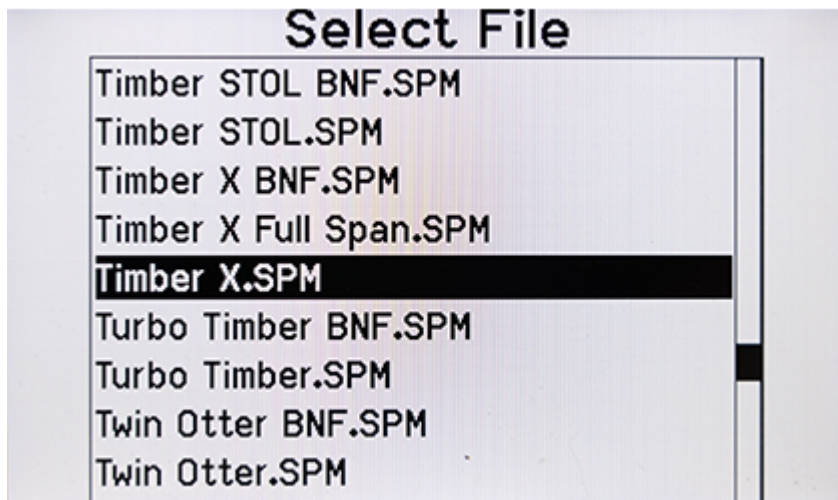 Select File
Timber STOL BNF.SPM
Timber STOL.SPM
Timber X BNF.SPM
Timber X Full Span.SPM
Timber X.SPM
Turbo Timber BNF.SPM
Turbo Timber.SPM
Twin Otter BNF.SPM
Twin Otter.SPM